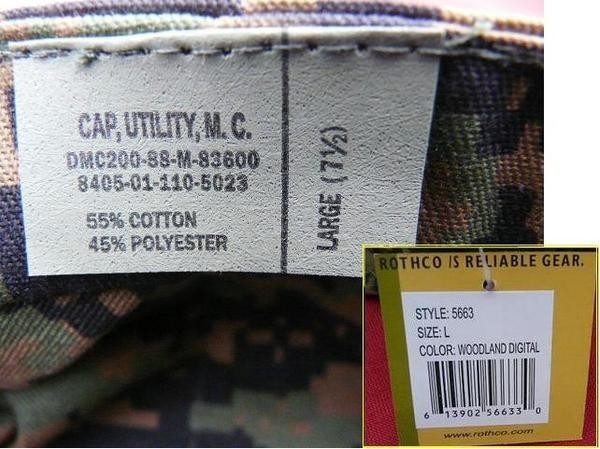 CAP, UTILITY, M. C.
DMC200-88-M-83600
8405-01-110-5023
55% COTTON
45% POLYESTER
LARGE (7½)
ROTHCO IS RELIABLE GEAR.
STYLE: 5663
SIZE: L
COLOR: WOODLAND DIGITAL
6 13902 56633 0
www.rothco.com